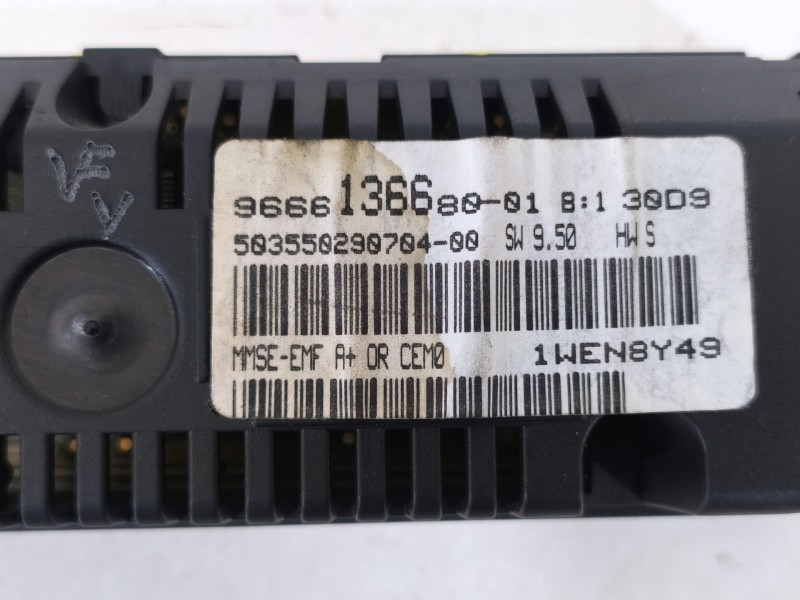 VF
V
9666136680-01 B:1 30D9
503550290704-00 SW 9.50 HW S
MMSE-EMF A+ OR CEM0 1WEN8Y49